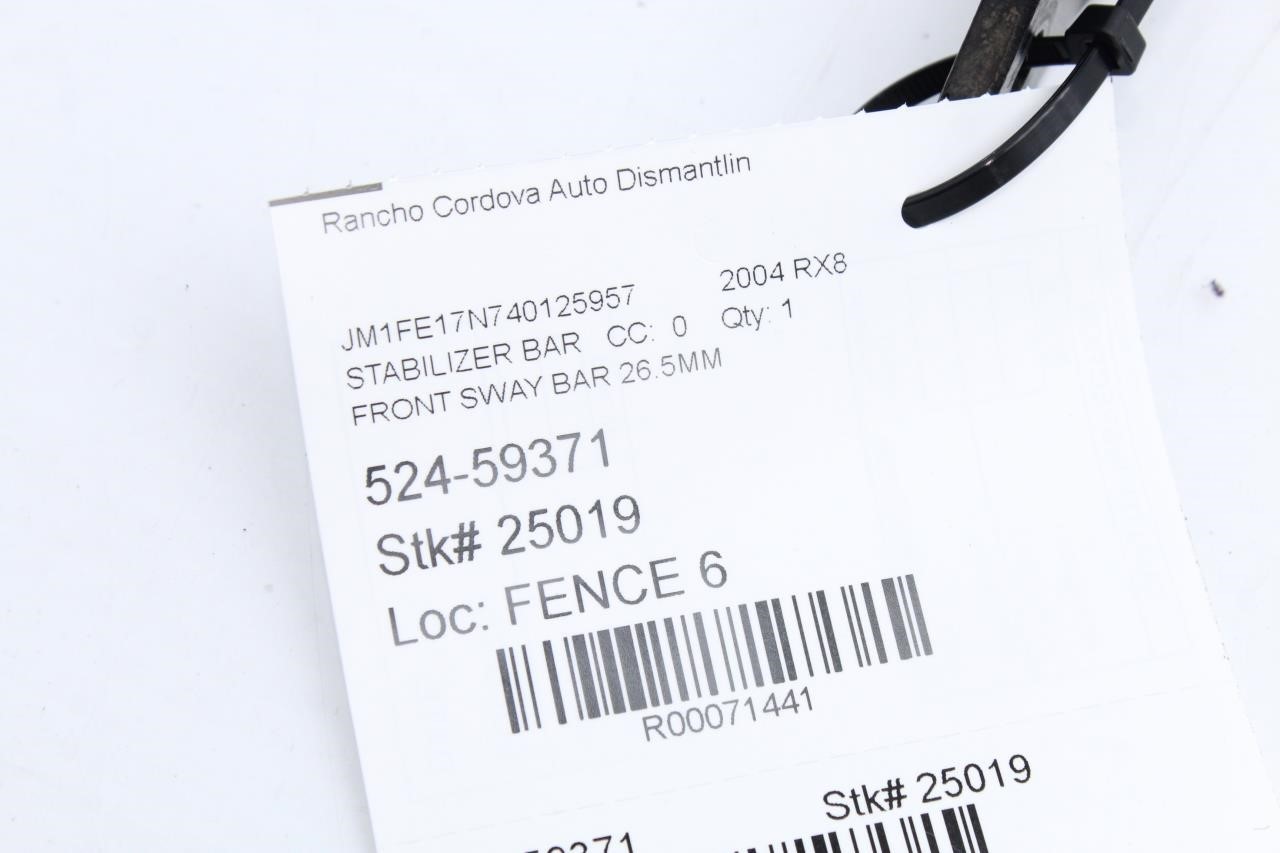 Rancho Cordova Auto Dismantlin
JM1FE17N740125957 2004 RX8
STABILIZER BAR CC: 0 Qty: 1
FRONT SWAY BAR 26.5MM
524-59371
Stk# 25019
Loc: FENCE 6
R00071441
Stk# 25019